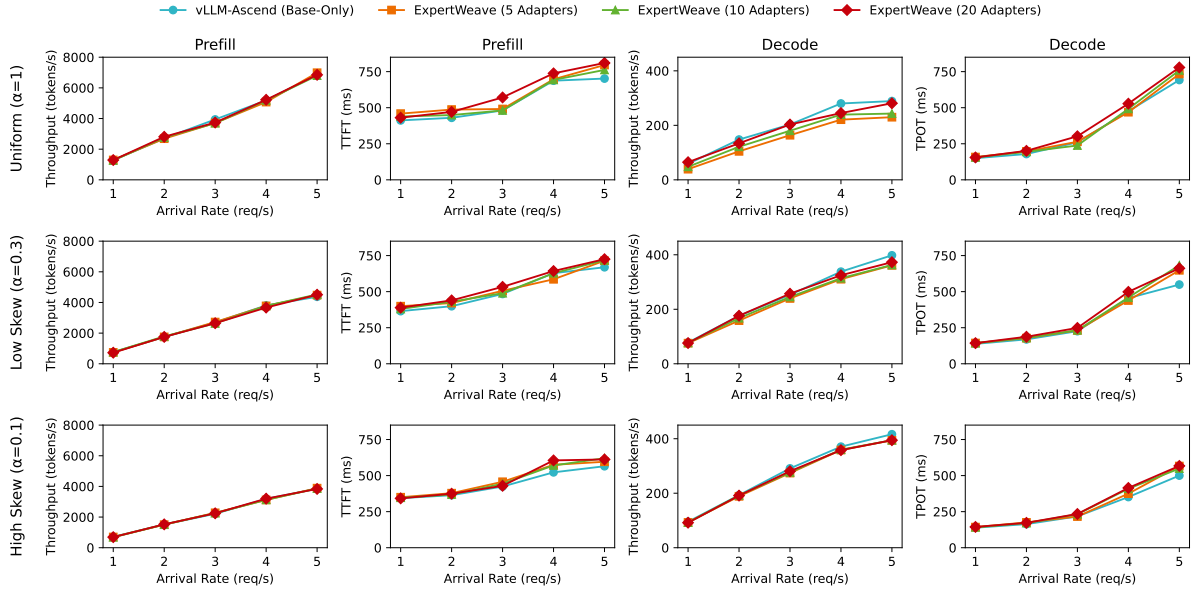 vLLM-Ascend (Base-Only) ExpertWeave (5 Adapters) ExpertWeave (10 Adapters) ExpertWeave (20 Adapters)
Prefill Prefill Decode Decode
Uniform (α=1)
Throughput (tokens/s)
8000
6000
4000
2000
0
1 2 3 4 5
Arrival Rate (req/s)
TTFT (ms)
750
500
250
0
1 2 3 4 5
Arrival Rate (req/s)
Throughput (tokens/s)
400
200
0
1 2 3 4 5
Arrival Rate (req/s)
TPOT (ms)
750
500
250
0
1 2 3 4 5
Arrival Rate (req/s)
Low Skew (α=0.3)
Throughput (tokens/s)
8000
6000
4000
2000
0
1 2 3 4 5
Arrival Rate (req/s)
TTFT (ms)
750
500
250
0
1 2 3 4 5
Arrival Rate (req/s)
Throughput (tokens/s)
400
200
0
1 2 3 4 5
Arrival Rate (req/s)
TPOT (ms)
750
500
250
0
1 2 3 4 5
Arrival Rate (req/s)
High Skew (α=0.1)
Throughput (tokens/s)
8000
6000
4000
2000
0
1 2 3 4 5
Arrival Rate (req/s)
TTFT (ms)
750
500
250
0
1 2 3 4 5
Arrival Rate (req/s)
Throughput (tokens/s)
400
200
0
1 2 3 4 5
Arrival Rate (req/s)
TPOT (ms)
750
500
250
0
1 2 3 4 5
Arrival Rate (req/s)